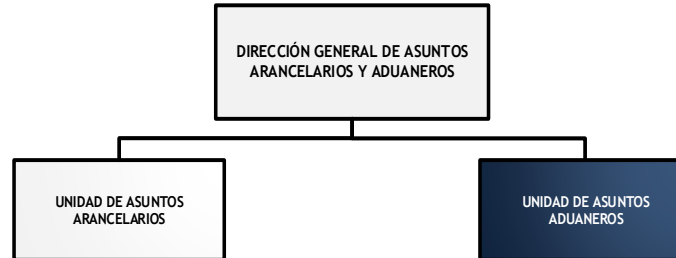 DIRECCIÓN GENERAL DE ASUNTOS
ARANCELARIOS Y ADUANEROS
UNIDAD DE ASUNTOS
ARANCELARIOS
UNIDAD DE ASUNTOS
ADUANEROS